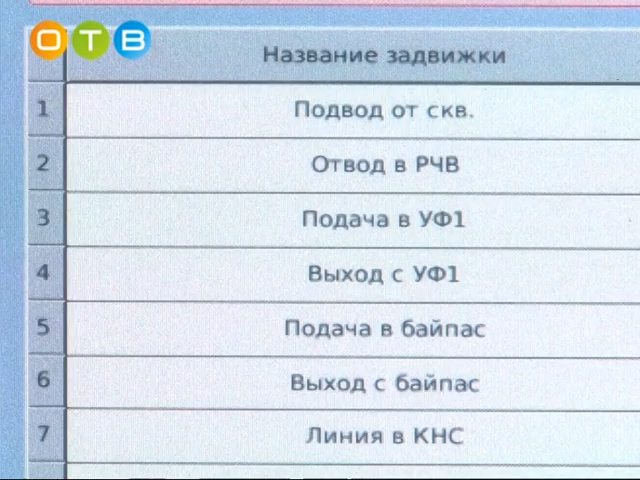 ОТВ
Название задвижки
1 Подвод от скв.
2 Отвод в РЧВ
3 Подача в УФ1
4 Выход с УФ1
5 Подача в байпас
6 Выход с байпас
7 Линия в КНС